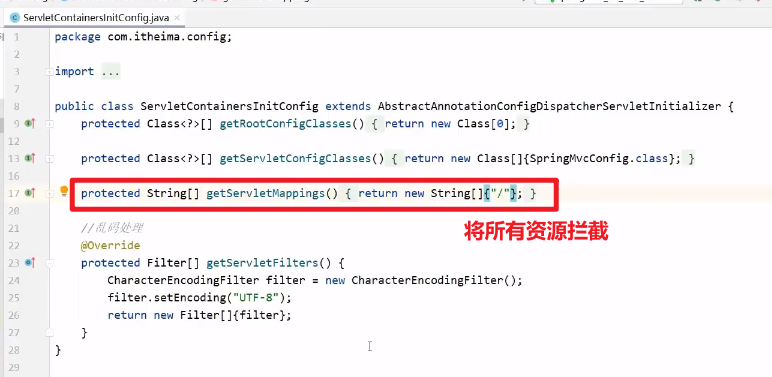 ServletContainersInitConfig.java ×
1 package com.itheima.config;
2
3 import ...
7
8 public class ServletContainersInitConfig extends AbstractAnnotationConfigDispatcherServletInitializer {
9 protected Class<?>[] getRootConfigClasses() { return new Class[0]; }
12
13 protected Class<?>[] getServletConfigClasses() { return new Class[]{SpringMvcConfig.class}; }
16
17 protected String[] getServletMappings() { return new String[]{"/"}; }
20
将所有资源拦截
21 //乱码处理
22 @Override
23 protected Filter[] getServletFilters() {
24 CharacterEncodingFilter filter = new CharacterEncodingFilter();
25 filter.setEncoding("UTF-8");
26 return new Filter[]{filter};
27 }
28 }
29